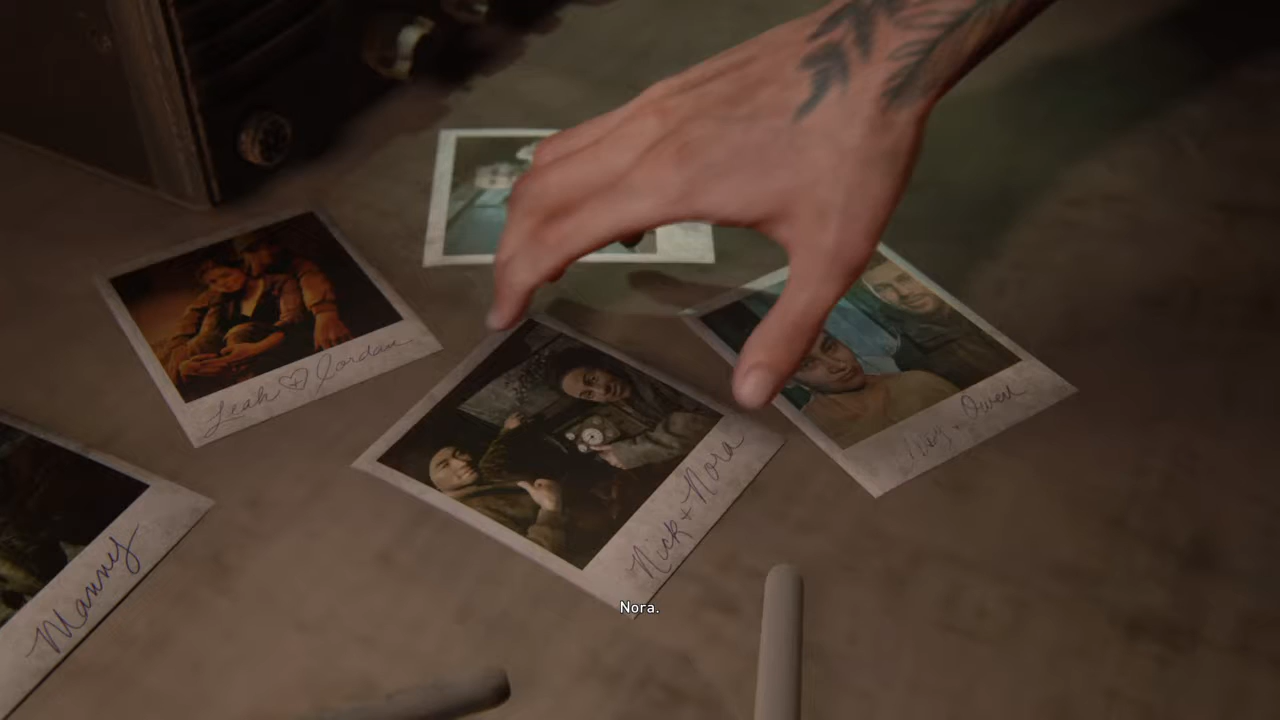 Leah ♡ Jordan
Mel + Owen
Nick + Nora
Manny
Nora.